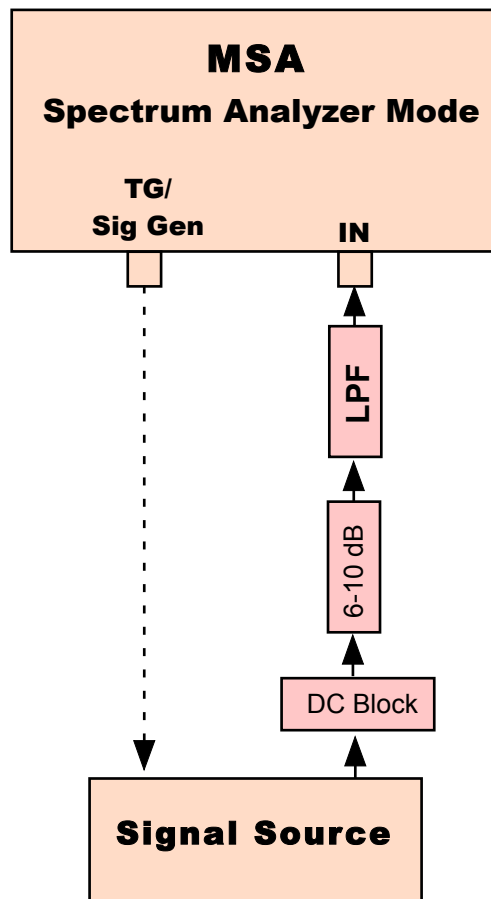 MSA
Spectrum Analyzer Mode
TG/
Sig Gen
IN
LPF
6-10 dB
DC Block
Signal Source